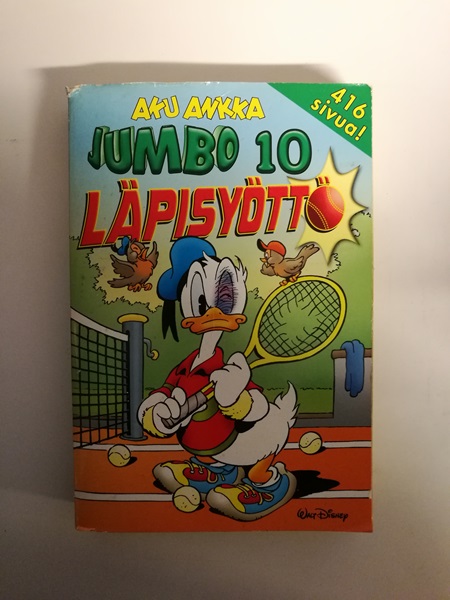 AKU ANKKA
416
sivua!
JUMBO 10
LÄPISYÖTTÖ
WALT DISNEY